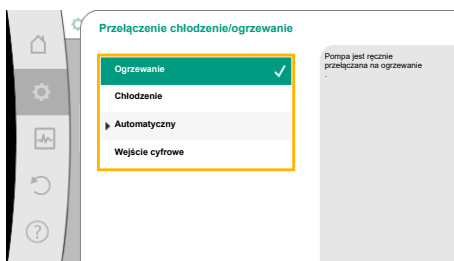 Przełączenie chłodzenie/ogrzewanie
Ogrzewanie
Chłodzenie
Automatyczny
Wejście cyfrowe
Pompa jest ręcznie
przełączana na ogrzewanie
.
?